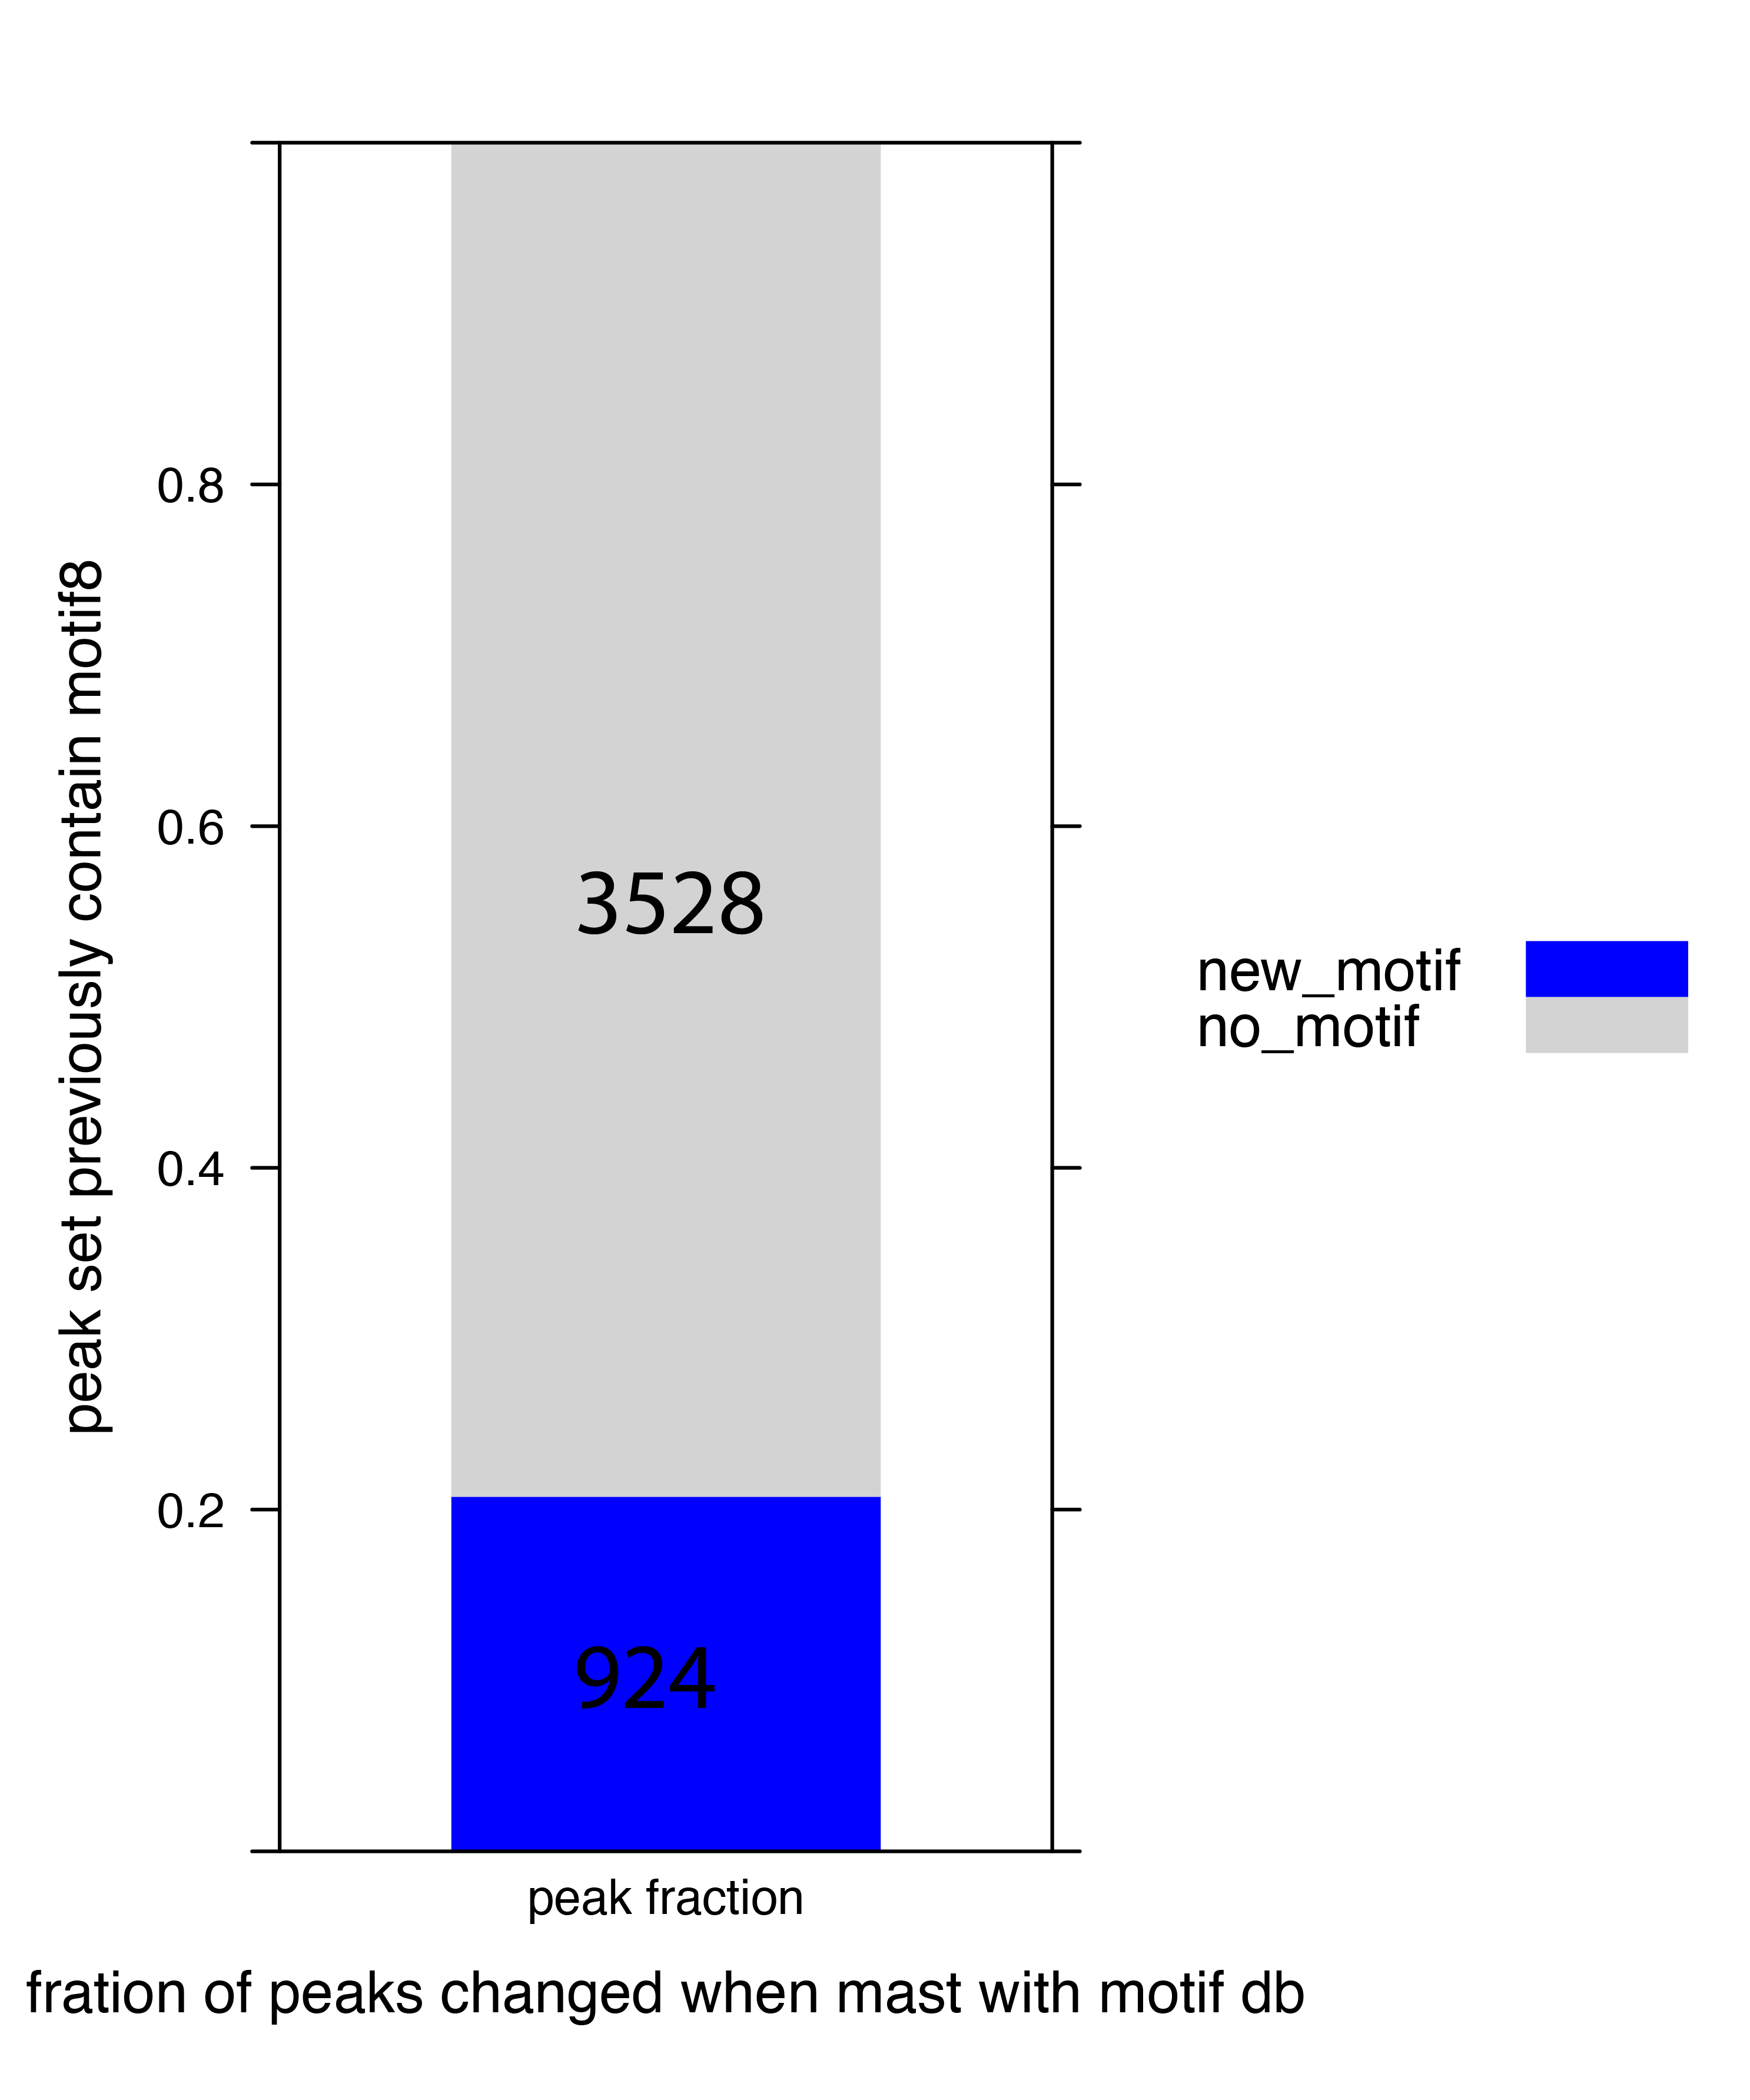 peak set previously contain motif8
0.8
0.6
0.4
0.2
3528
924
new_motif
no_motif
peak fraction
fration of peaks changed when mast with motif db